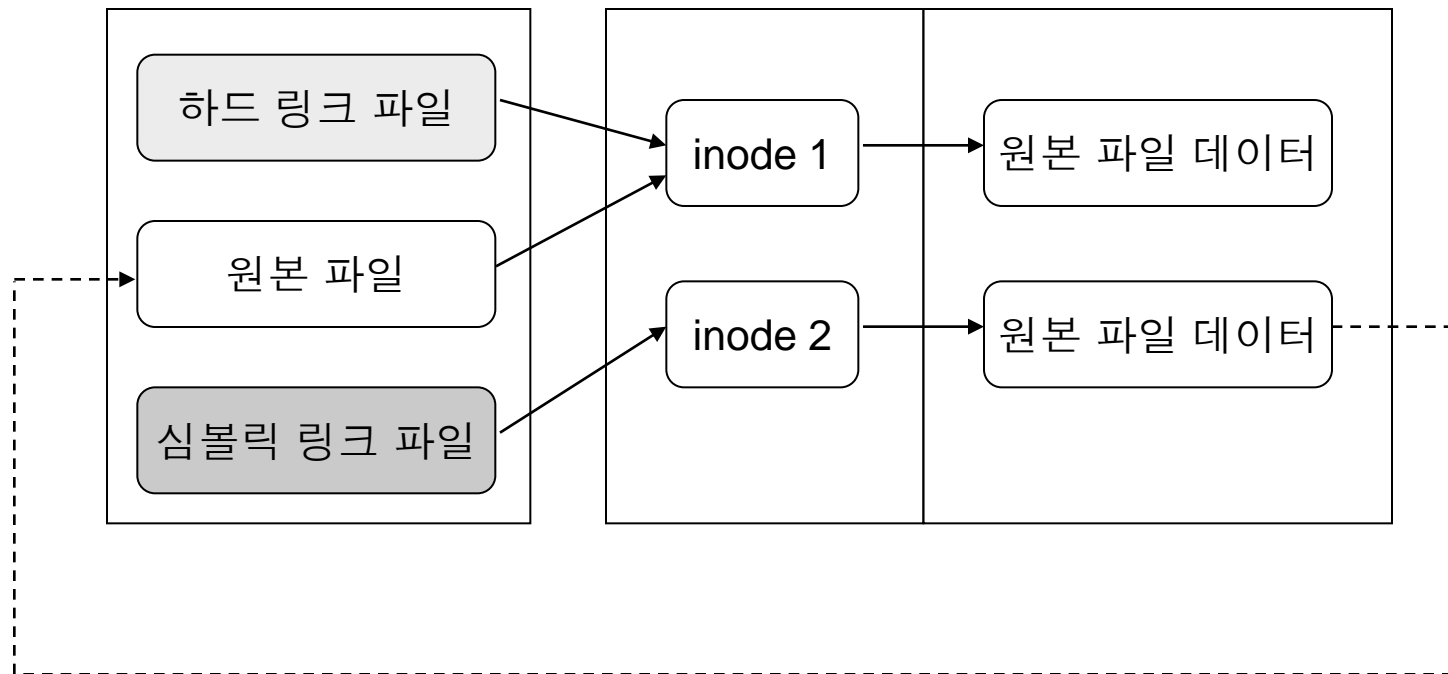 하드 링크 파일
원본 파일
심볼릭 링크 파일
inode 1
inode 2
원본 파일 데이터
원본 파일 데이터